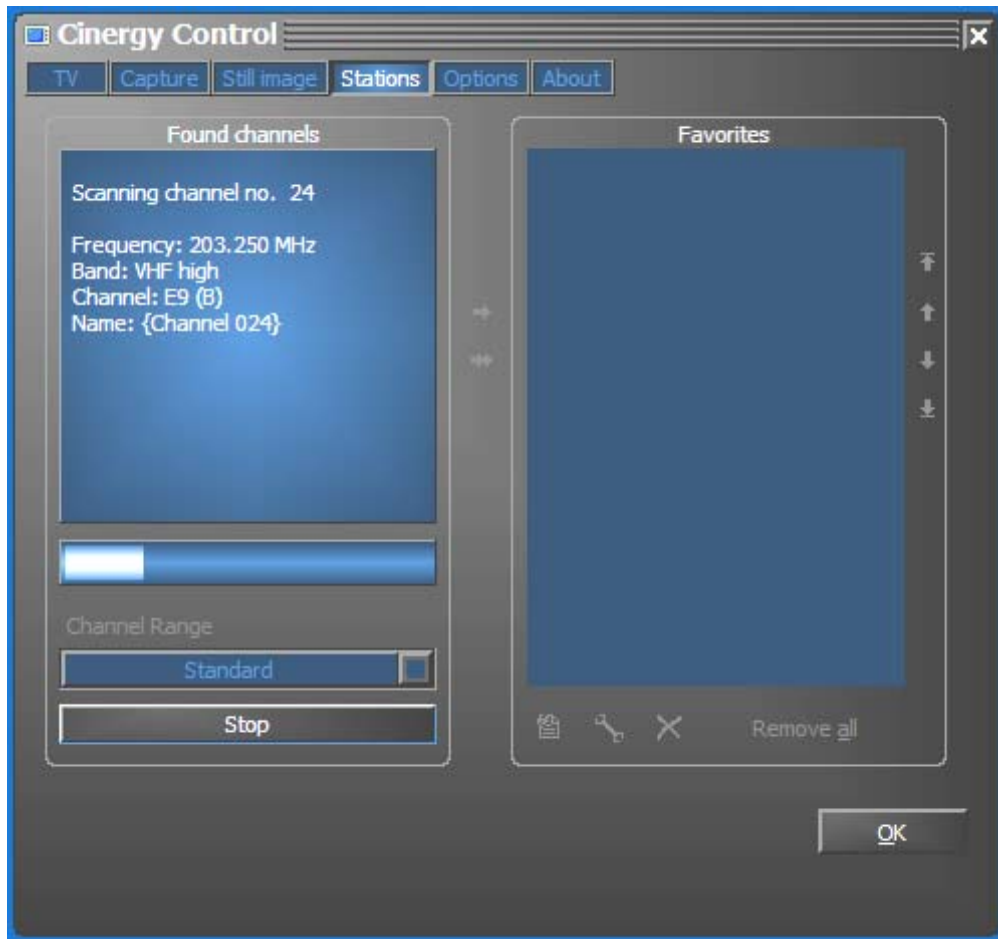 Cinergy Control
TV Capture Still image Stations Options About
Found channels
Scanning channel no. 24
Frequency: 203.250 MHz
Band: VHF high
Channel: E9 (B)
Name: {Channel 024}
Channel Range
Standard
Stop
Favorites
Remove all
OK